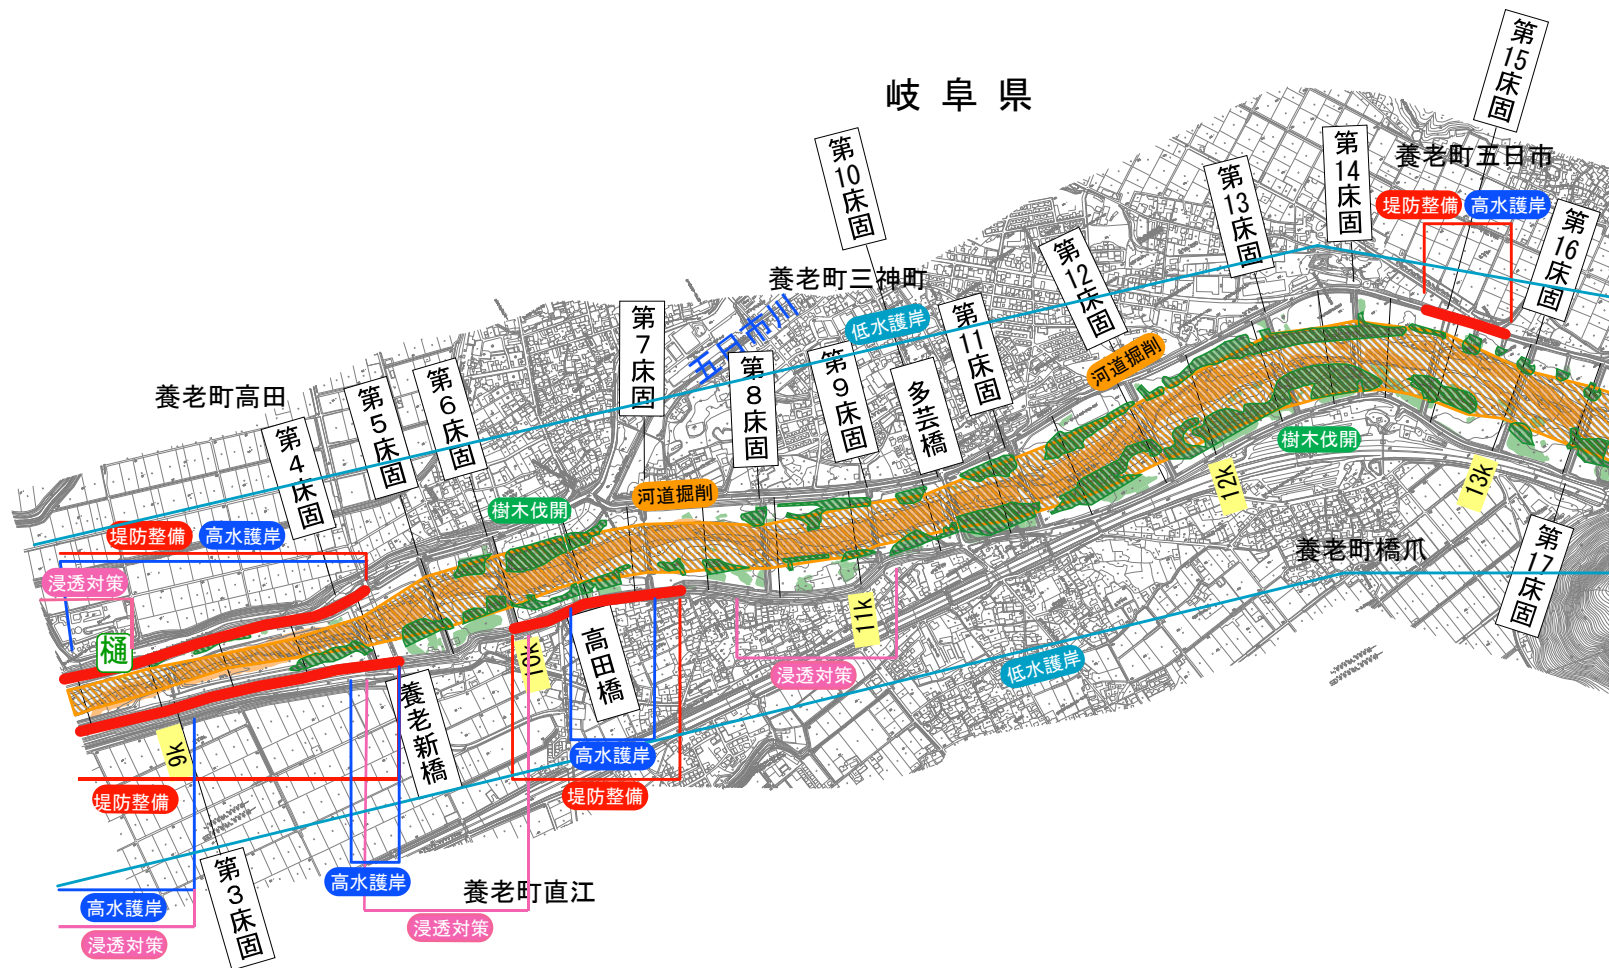 岐阜県
第15床固
養老町五日市
堤防整備
高水護岸
第16床固
第14床固
第13床固
第10床固
第12床固
養老町三神町
五日市川
低水護岸
第11床固
第7床固
第8床固
第9床固
多芸橋
河道掘削
養老町高田
第6床固
第5床固
第4床固
樹木伐開
河道掘削
樹木伐開
12k
13k
養老町橋爪
第17床固
堤防整備
高水護岸
浸透対策
樋
10k
高田橋
11k
浸透対策
低水護岸
養老新橋
9k
堤防整備
高水護岸
堤防整備
第3床固
高水護岸
養老町直江
高水護岸
浸透対策
浸透対策